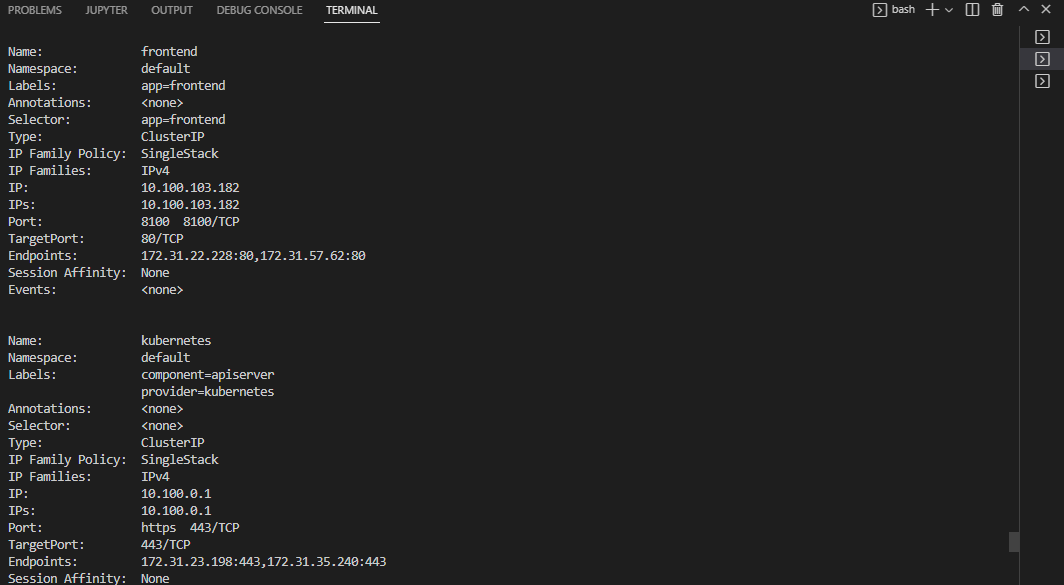 PROBLEMS JUPYTER OUTPUT DEBUG CONSOLE TERMINAL bash
Name: frontend
Namespace: default
Labels: app=frontend
Annotations: <none>
Selector: app=frontend
Type: ClusterIP
IP Family Policy: SingleStack
IP Families: IPv4
IP: 10.100.103.182
IPs: 10.100.103.182
Port: 8100 8100/TCP
TargetPort: 80/TCP
Endpoints: 172.31.22.228:80,172.31.57.62:80
Session Affinity: None
Events: <none>
Name: kubernetes
Namespace: default
Labels: component=apiserver
provider=kubernetes
Annotations: <none>
Selector: <none>
Type: ClusterIP
IP Family Policy: SingleStack
IP Families: IPv4
IP: 10.100.0.1
IPs: 10.100.0.1
Port: https 443/TCP
TargetPort: 443/TCP
Endpoints: 172.31.23.198:443,172.31.35.240:443
Session Affinity: None